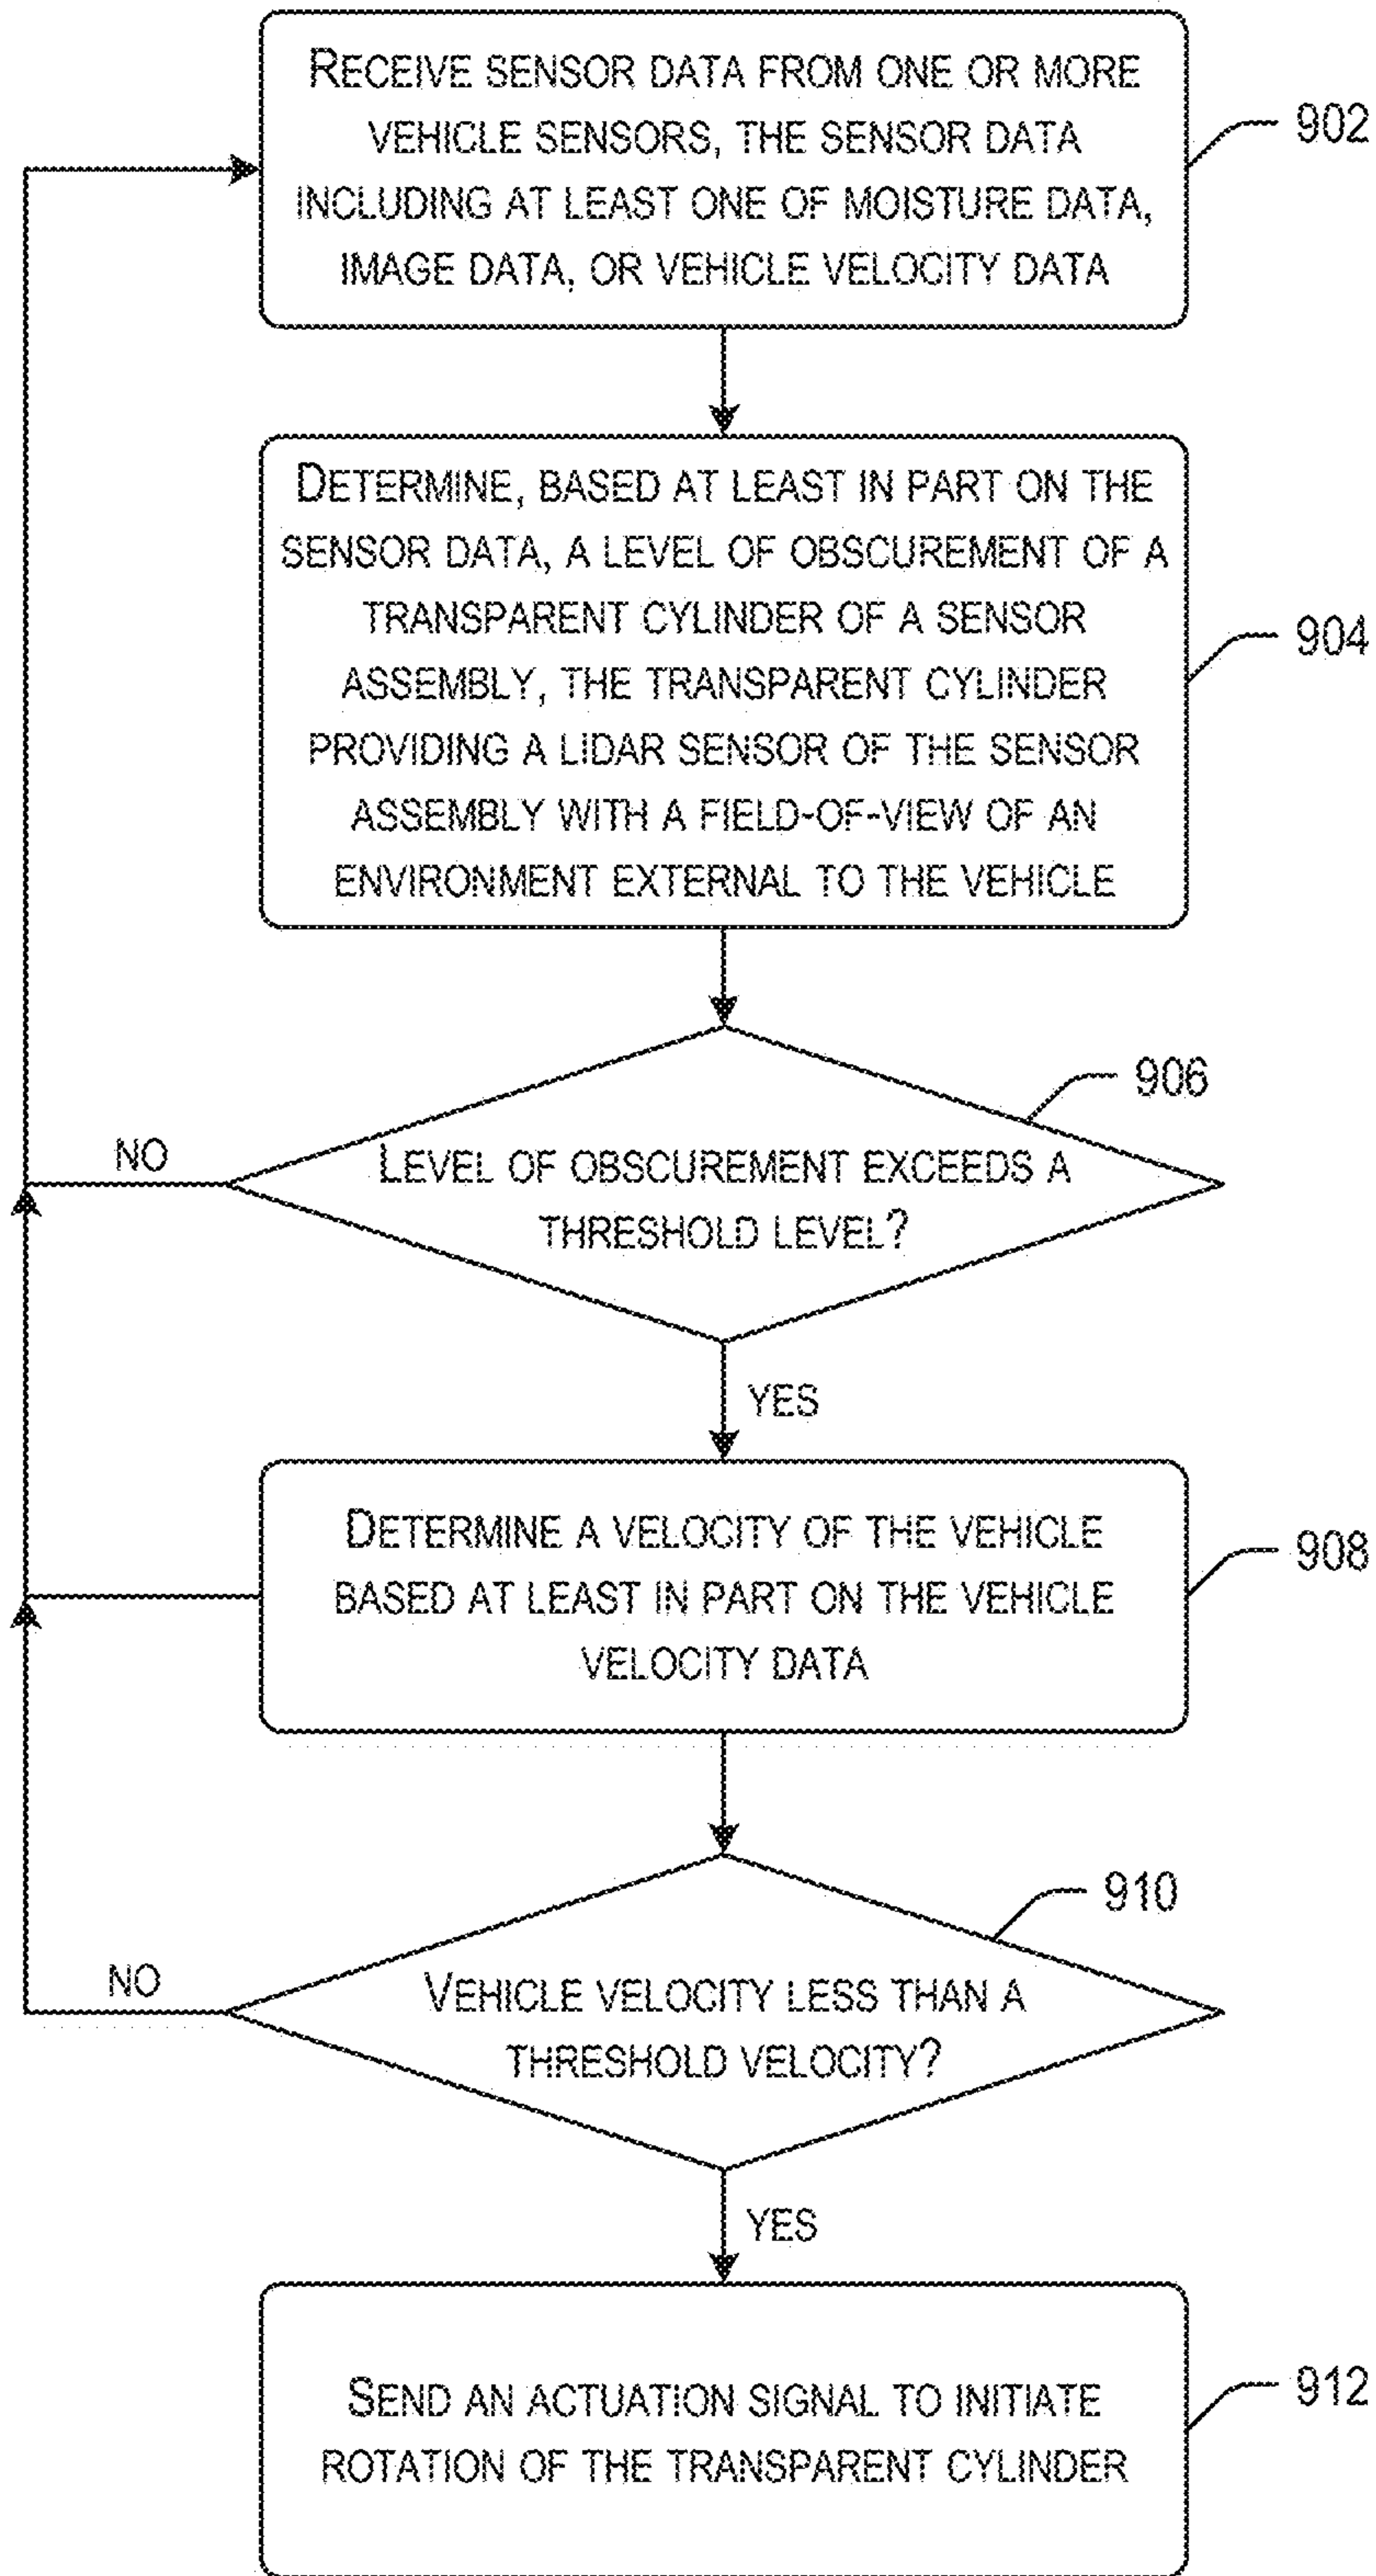 RECEIVE SENSOR DATA FROM ONE OR MORE
VEHICLE SENSORS, THE SENSOR DATA
INCLUDING AT LEAST ONE OF MOISTURE DATA,
IMAGE DATA, OR VEHICLE VELOCITY DATA
902
DETERMINE, BASED AT LEAST IN PART ON THE
SENSOR DATA, A LEVEL OF OBSCUREMENT OF A
TRANSPARENT CYLINDER OF A SENSOR
ASSEMBLY, THE TRANSPARENT CYLINDER
PROVIDING A LIDAR SENSOR OF THE SENSOR
ASSEMBLY WITH A FIELD-OF-VIEW OF AN
ENVIRONMENT EXTERNAL TO THE VEHICLE
904
906
NO
LEVEL OF OBSCUREMENT EXCEEDS A
THRESHOLD LEVEL?
YES
DETERMINE A VELOCITY OF THE VEHICLE
BASED AT LEAST IN PART ON THE VEHICLE
VELOCITY DATA
908
910
NO
VEHICLE VELOCITY LESS THAN A
THRESHOLD VELOCITY?
YES
SEND AN ACTUATION SIGNAL TO INITIATE
ROTATION OF THE TRANSPARENT CYLINDER
912